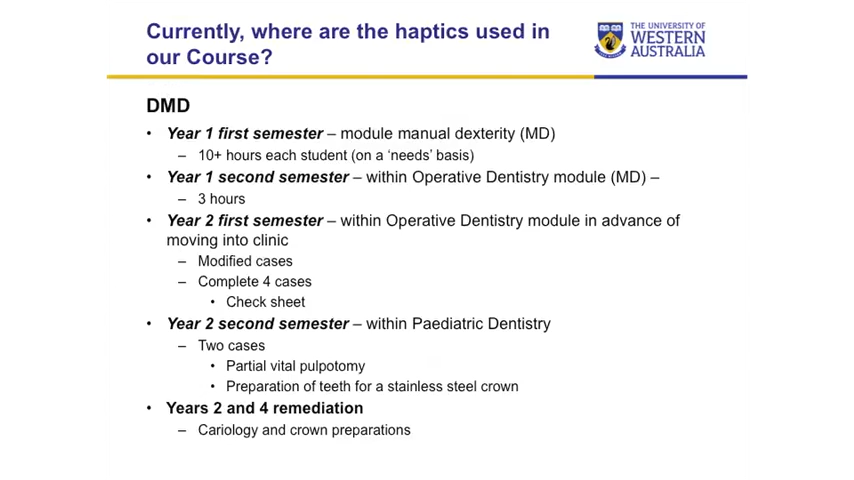 Currently, where are the haptics used in
our Course?
THE UNIVERSITY OF
WESTERN
AUSTRALIA
DMD
• Year 1 first semester – module manual dexterity (MD)
– 10+ hours each student (on a ‘needs’ basis)
• Year 1 second semester – within Operative Dentistry module (MD) –
– 3 hours
• Year 2 first semester – within Operative Dentistry module in advance of
moving into clinic
– Modified cases
– Complete 4 cases
• Check sheet
• Year 2 second semester – within Paediatric Dentistry
– Two cases
• Partial vital pulpotomy
• Preparation of teeth for a stainless steel crown
• Years 2 and 4 remediation
– Cariology and crown preparations